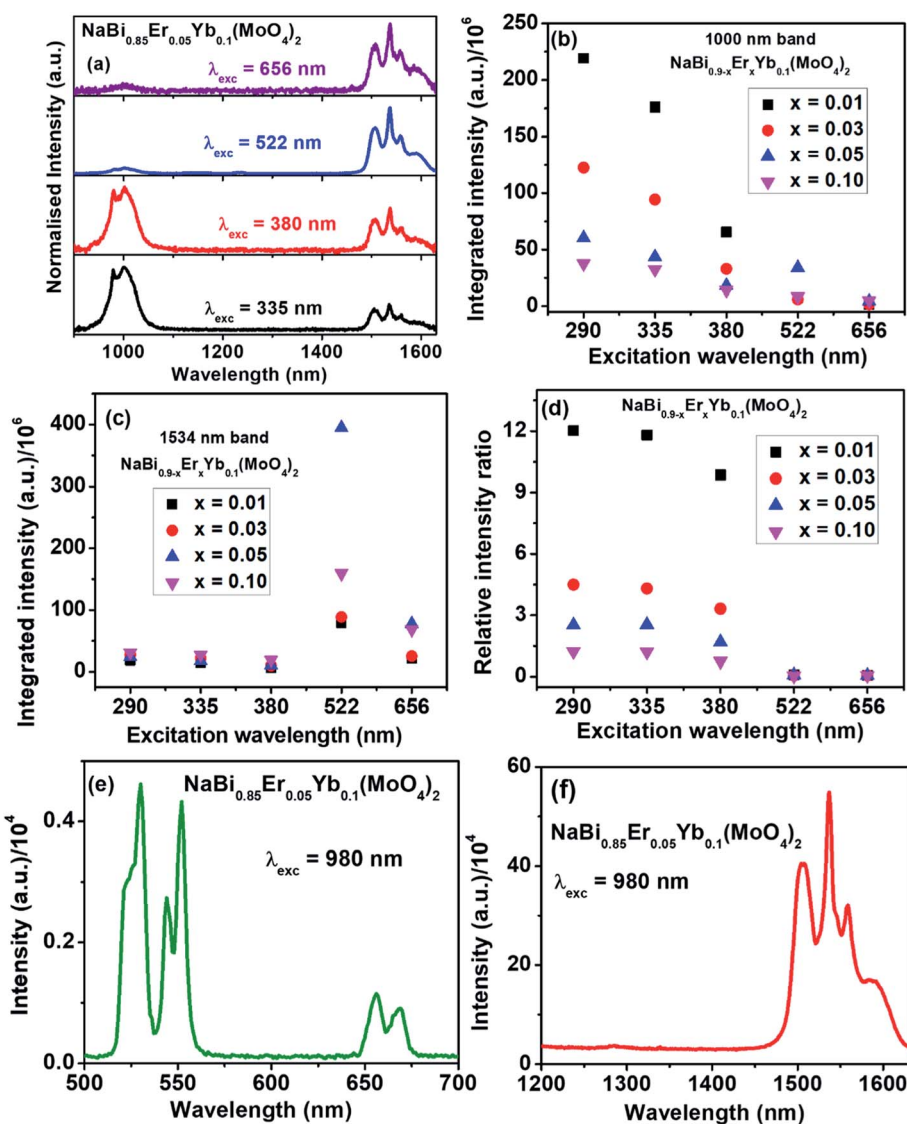 NaBi0.85Er0.05Yb0.1(MoO4)2
(a)
λexc = 656 nm
λexc = 522 nm
λexc = 380 nm
λexc = 335 nm
Normalised Intensity (a.u.)
1000 1200 1400 1600
Wavelength (nm)
(b)
1000 nm band
NaBi0.9-xErxYb0.1(MoO4)2
x = 0.01
x = 0.03
x = 0.05
x = 0.10
Integrated intensity (a.u.)/10^6
250
200
150
100
50
0
290 335 380 522 656
Excitation wavelength (nm)
(c)
1534 nm band
NaBi0.9-xErxYb0.1(MoO4)2
x = 0.01
x = 0.03
x = 0.05
x = 0.10
Integrated intensity (a.u.)/10^6
400
300
200
100
0
290 335 380 522 656
Excitation wavelength (nm)
(d)
NaBi0.9-xErxYb0.1(MoO4)2
x = 0.01
x = 0.03
x = 0.05
x = 0.10
Relative intensity ratio
12
9
6
3
0
290 335 380 522 656
Excitation wavelength (nm)
(e)
NaBi0.85Er0.05Yb0.1(MoO4)2
λexc = 980 nm
Intensity (a.u.)/10^4
0.4
0.2
0.0
500 550 600 650 700
Wavelength (nm)
(f)
NaBi0.85Er0.05Yb0.1(MoO4)2
λexc = 980 nm
Intensity (a.u.)/10^4
60
40
20
0
1200 1300 1400 1500 1600
Wavelength (nm)